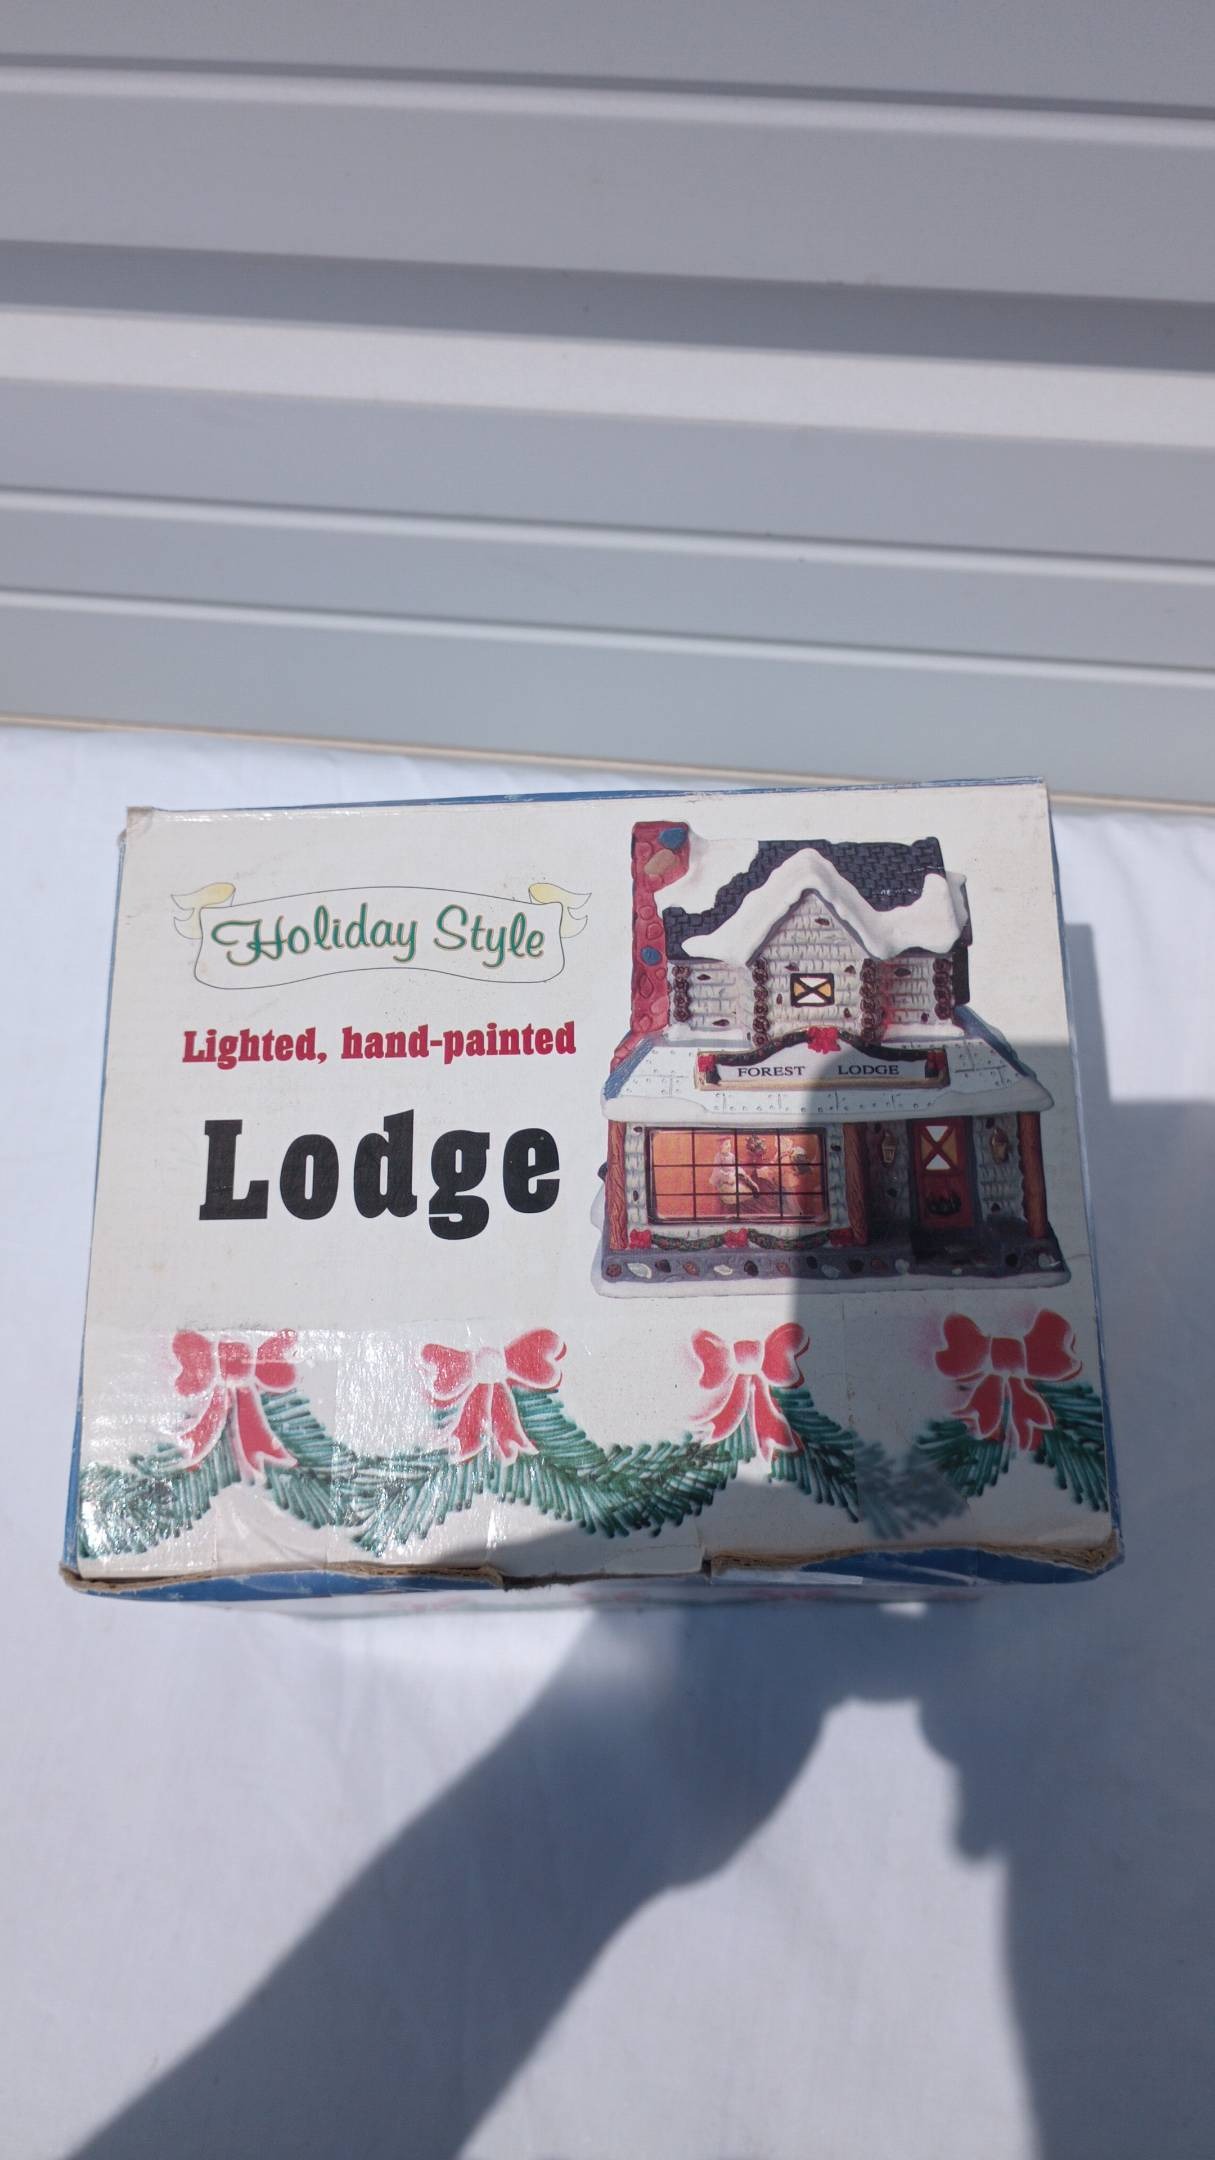 Holiday Style
Lighted, hand-painted
Lodge
FOREST LODGE